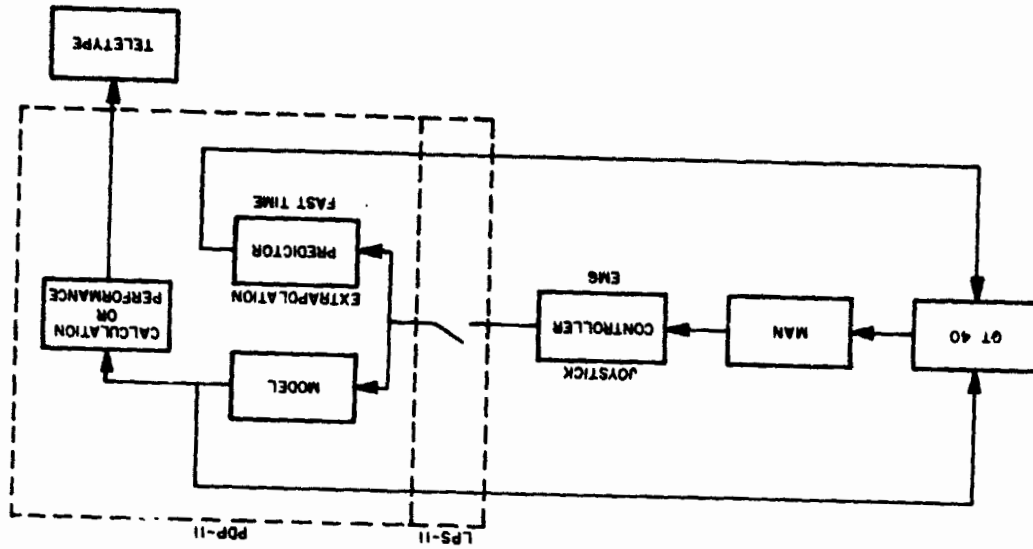 LPS-11
PDP-11
MODEL
JOYSTICK
GT 40
MAN
CONTROLLER
EMG
CALCULATION
OR
PERFORMANCE
EXTRAPOLATION
PREDICTOR
FAST TIME
TELETYPE